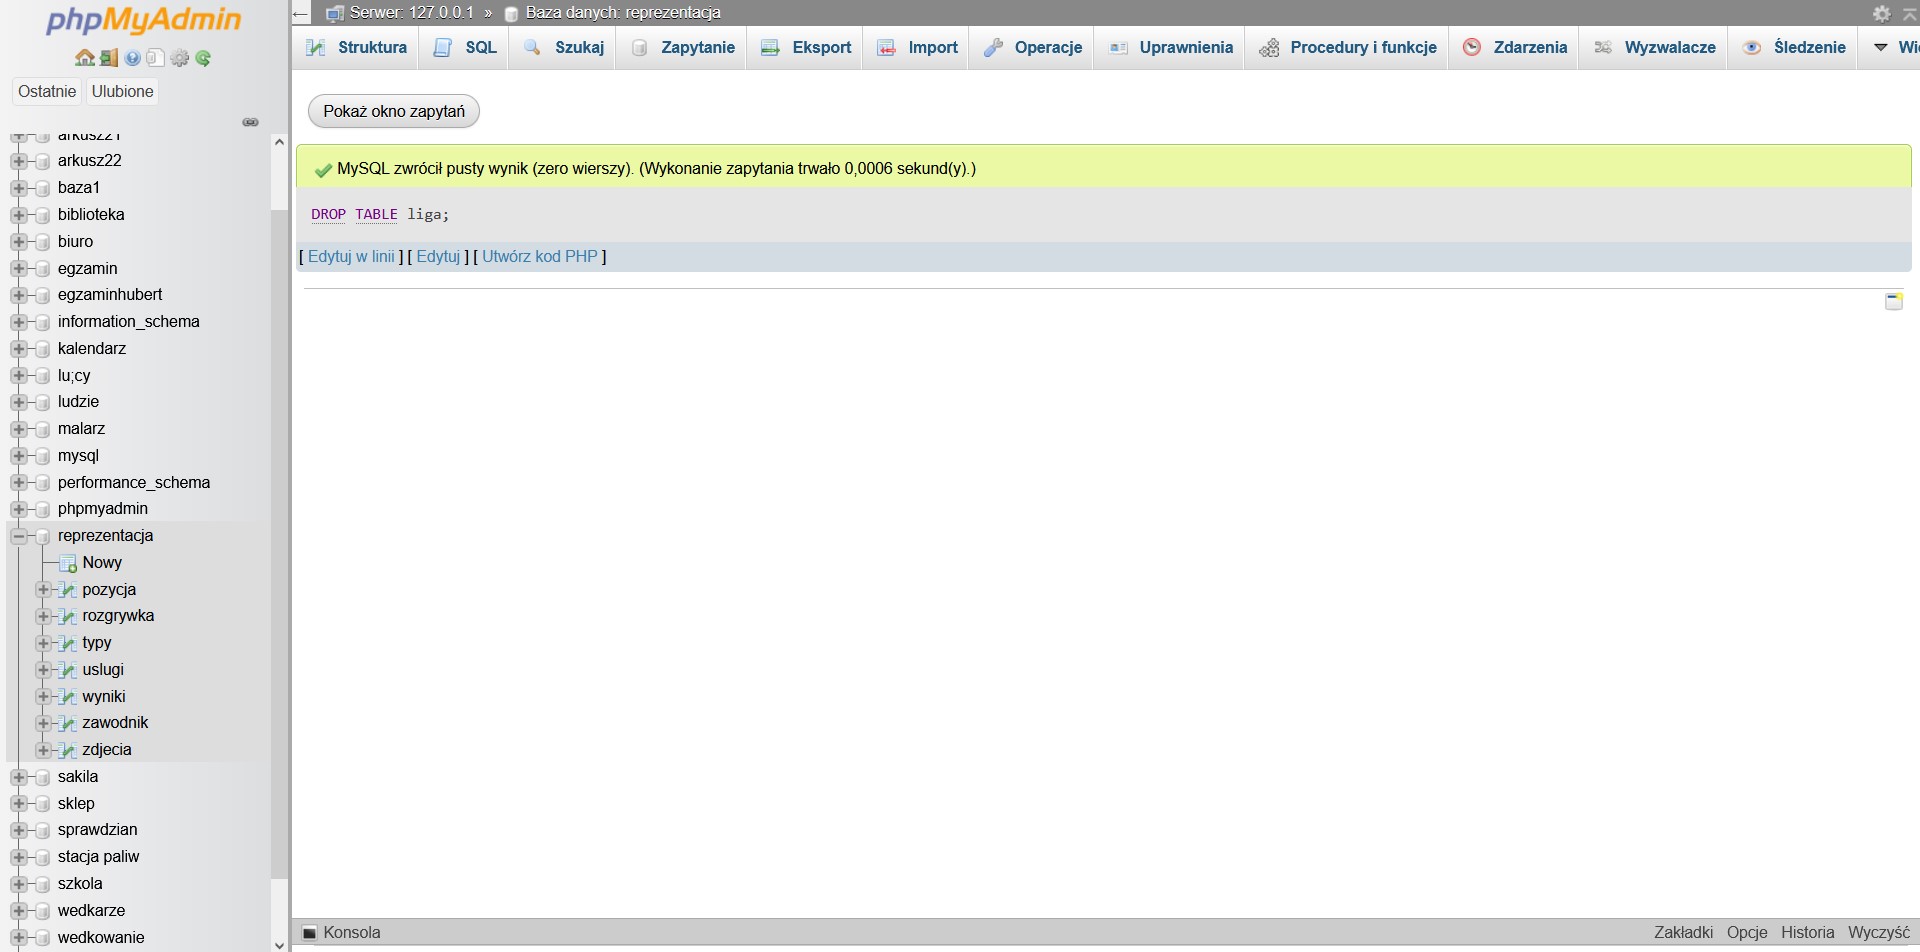 phpMyAdmin
Ostatnie Ulubione
arkusz21
arkusz22
baza1
biblioteka
biuro
egzamin
egzaminhubert
information_schema
kalendarz
lu;cy
ludzie
malarz
mysql
performance_schema
phpmyadmin
reprezentacja
Nowy
pozycja
rozgrywka
typy
uslugi
wyniki
zawodnik
zdjecia
sakila
sklep
sprawdzian
stacja paliw
szkola
wedkarze
wedkowanie
Serwer: 127.0.0.1 » Baza danych: reprezentacja
Struktura SQL Szukaj Zapytanie Eksport Import Operacje Uprawnienia Procedury i funkcje Zdarzenia Wyzwalacze Śledzenie
Pokaż okno zapytań
MySQL zwrócił pusty wynik (zero wierszy). (Wykonanie zapytania trwało 0,0006 sekund(y).)
DROP TABLE liga;
[ Edytuj w linii ] [ Edytuj ] [ Utwórz kod PHP ]
Konsola Zakładki Opcje Historia Wyczyść